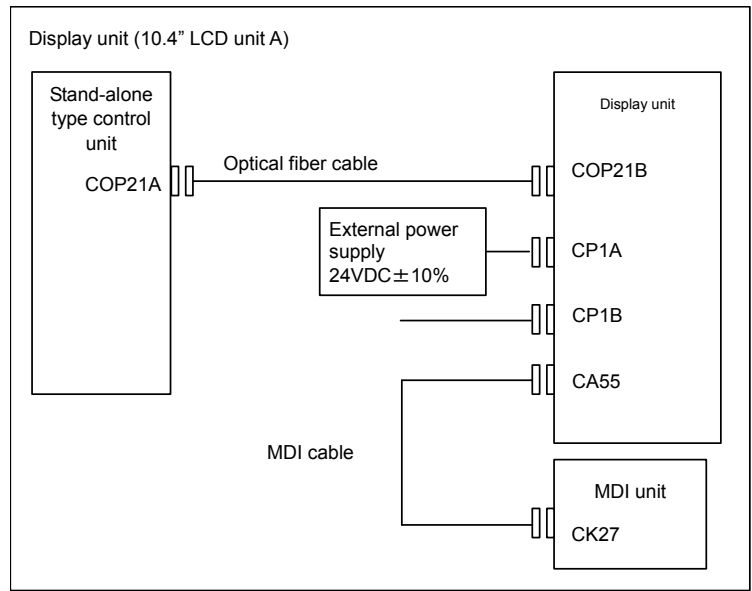 Display unit (10.4” LCD unit A)
Stand-alone
type control
unit
COP21A
Optical fiber cable
Display unit
COP21B
External power
supply
24VDC±10%
CP1A
CP1B
CA55
MDI cable
MDI unit
CK27